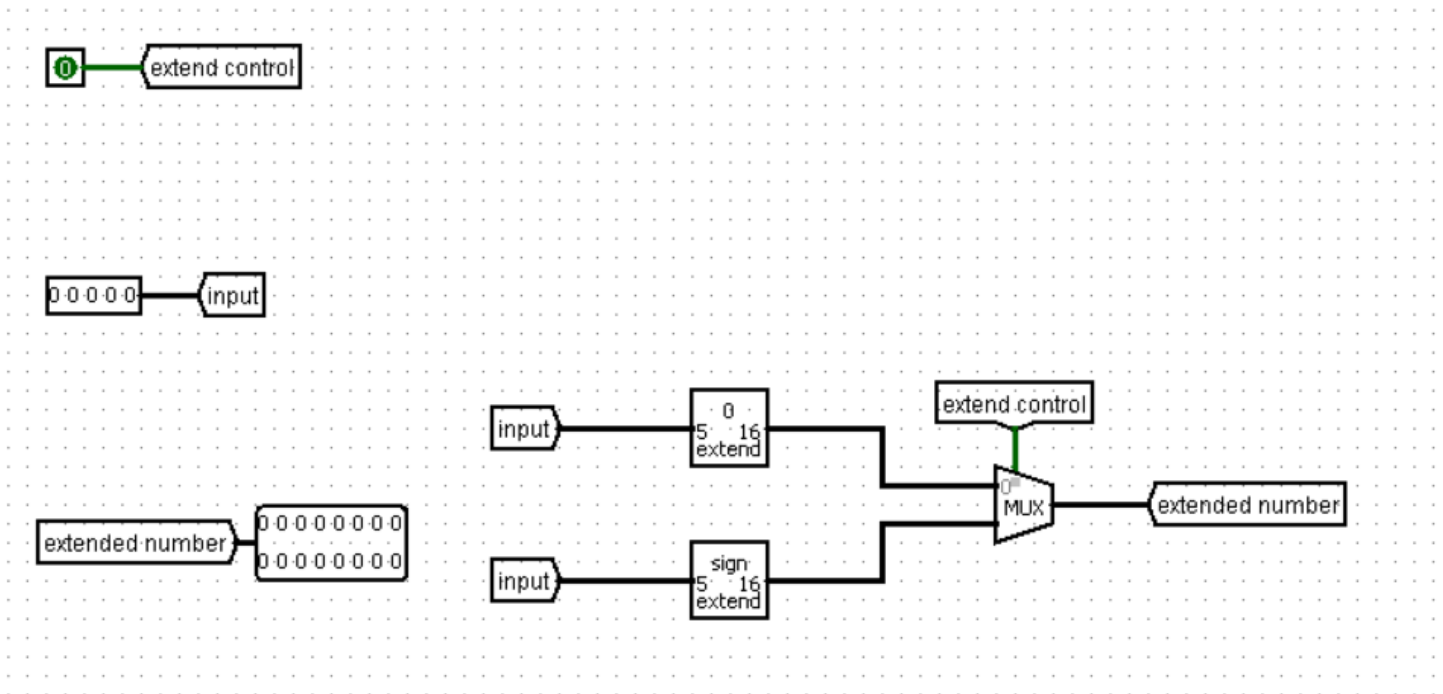 0 extend control
0 0 0 0 0 input
extended number
0 0 0 0 0 0 0 0
0 0 0 0 0 0 0 0
input
0
5 16
extend
input
sign
5 16
extend
extend control
0
MUX
extended number